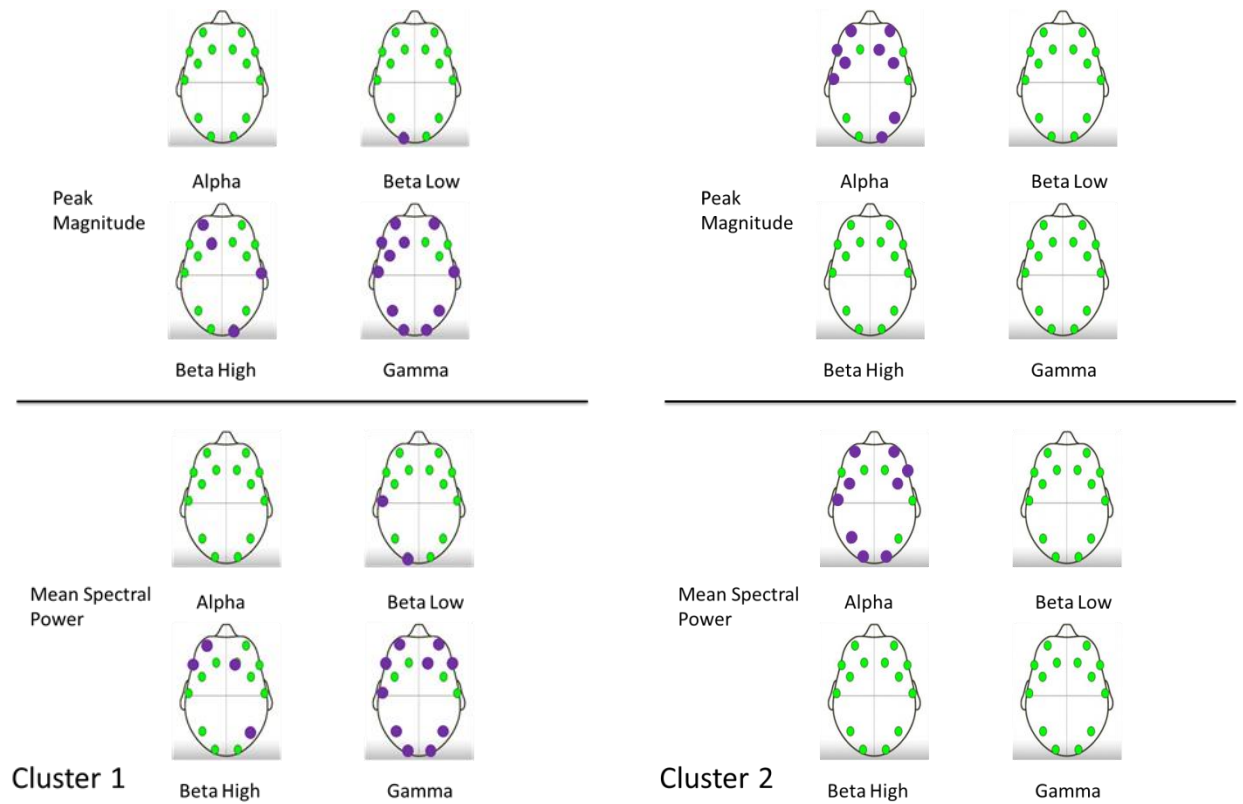 Alpha
Beta Low
Peak
Magnitude
Beta High
Gamma
Mean Spectral
Power
Alpha
Beta Low
Beta High
Gamma
Cluster 1
Alpha
Beta Low
Peak
Magnitude
Beta High
Gamma
Mean Spectral
Power
Alpha
Beta Low
Beta High
Gamma
Cluster 2